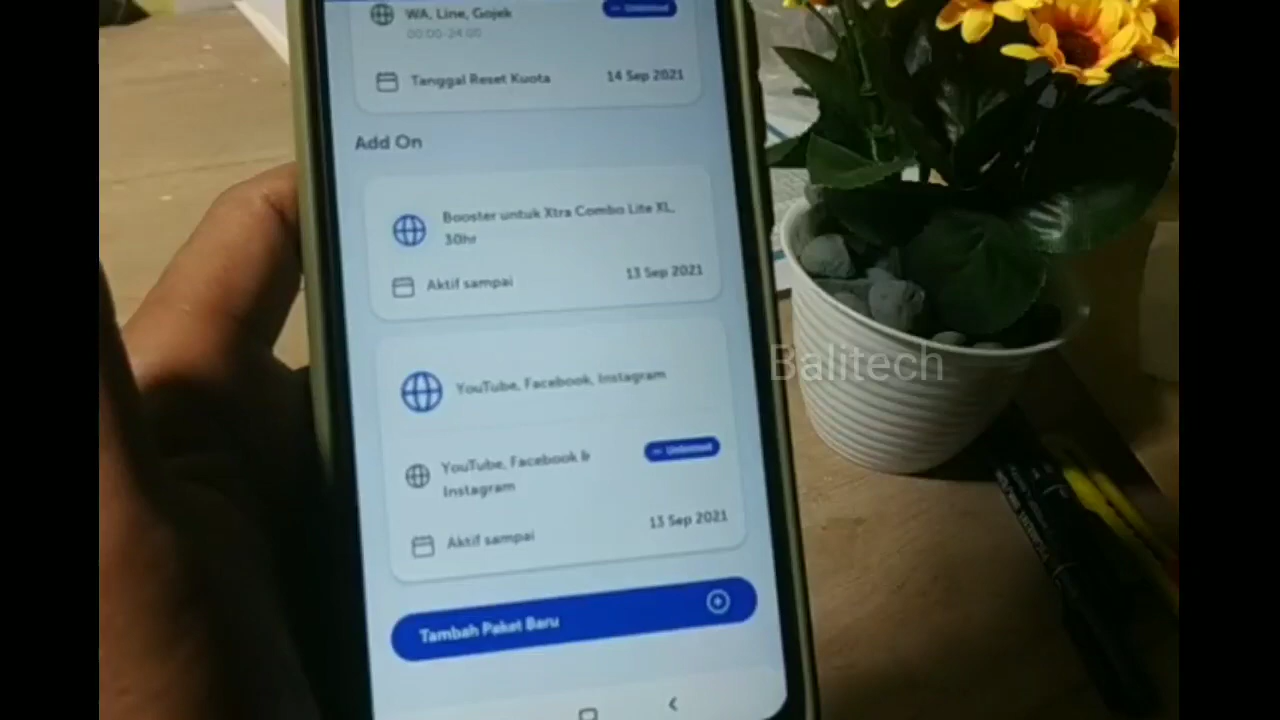 WA, Line, Gojek
Unlimited
00:00-24:00
Tanggal Reset Kuota
14 Sep 2021
Add On
Booster untuk Xtra Combo Lite XL,
30hr
Aktif sampai
13 Sep 2021
YouTube, Facebook, Instagram
YouTube, Facebook &
Instagram
Unlimited
Aktif sampai
13 Sep 2021
Tambah Paket Baru
Balitech